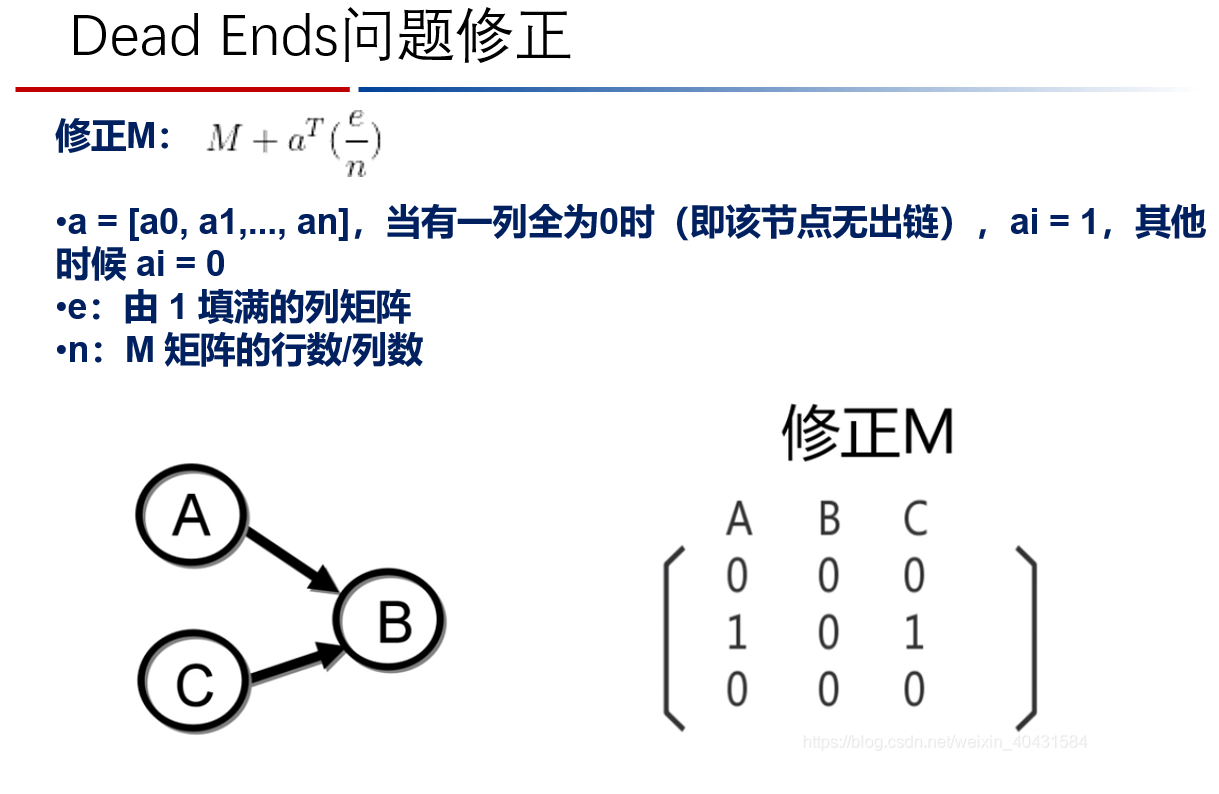 Dead Ends问题修正
修正M: M + a^T(e/n)
•a = [a0, a1,..., an]，当有一列全为0时（即该节点无出链），ai = 1，其他
时候 ai = 0
•e：由 1 填满的列矩阵
•n：M 矩阵的行数/列数
修正M
A B C
0 0 0
1 0 1
0 0 0
A
B
C
https://blog.csdn.net/weixin_40431584